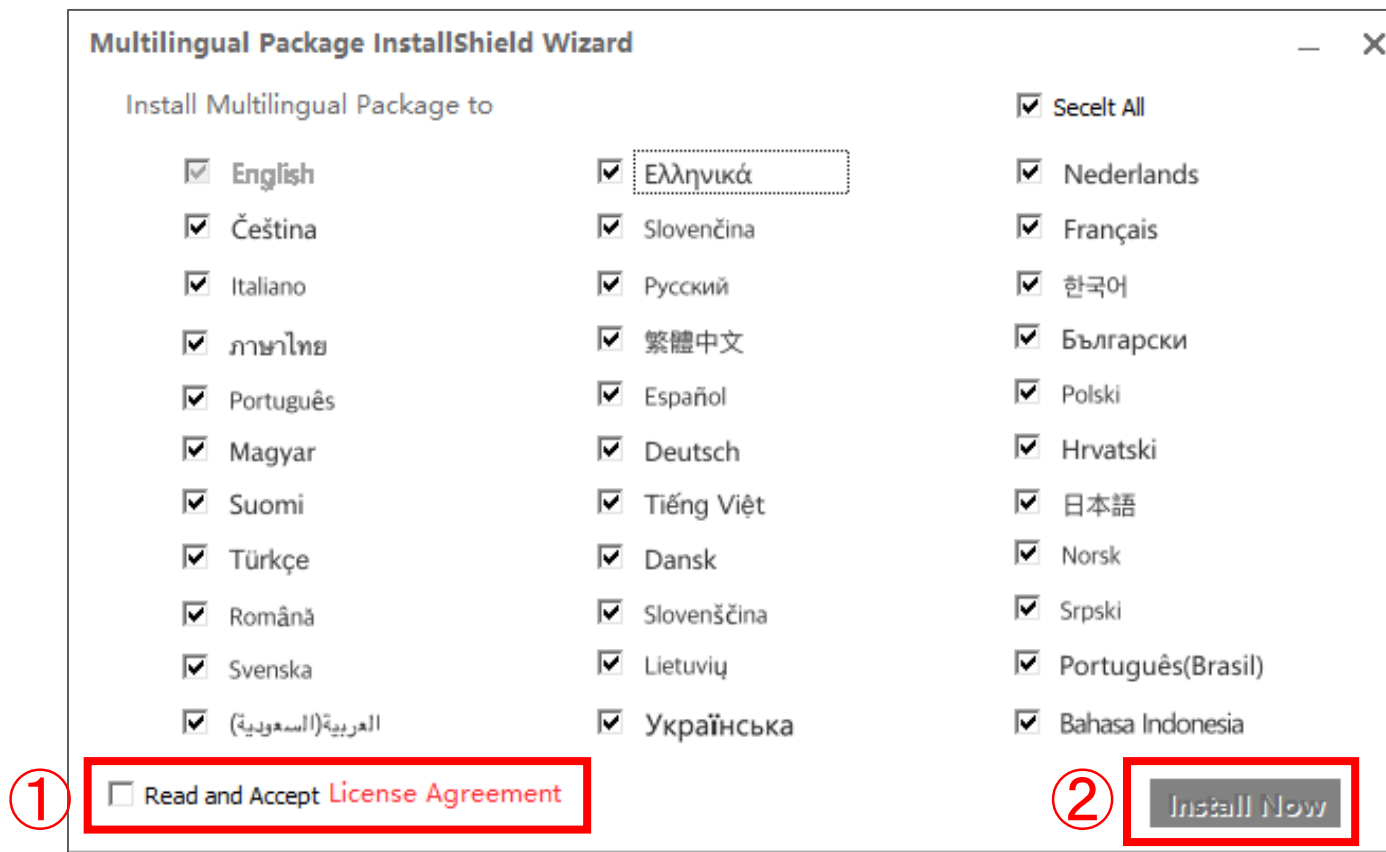 Multilingual Package InstallShield Wizard
Install Multilingual Package to
Secelt All
English Ελληνικά Nederlands
Čeština Slovenčina Français
Italiano Русский 한국어
ภาษาไทย 繁體中文 Български
Português Español Polski
Magyar Deutsch Hrvatski
Suomi Tiếng Việt 日本語
Türkçe Dansk Norsk
Română Slovenščina Srpski
Svenska Lietuvių Português(Brasil)
العربية(السعودية) Українська Bahasa Indonesia
① Read and Accept License Agreement
② Install Now